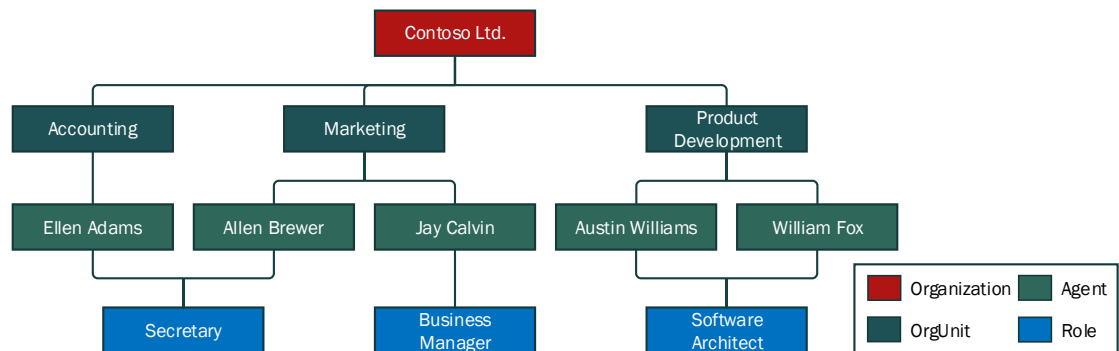 Contoso Ltd.
Accounting
Marketing
Product
Development
Ellen Adams
Allen Brewer
Jay Calvin
Austin Williams
William Fox
Secretary
Business
Manager
Software
Architect
Organization
Agent
OrgUnit
Role